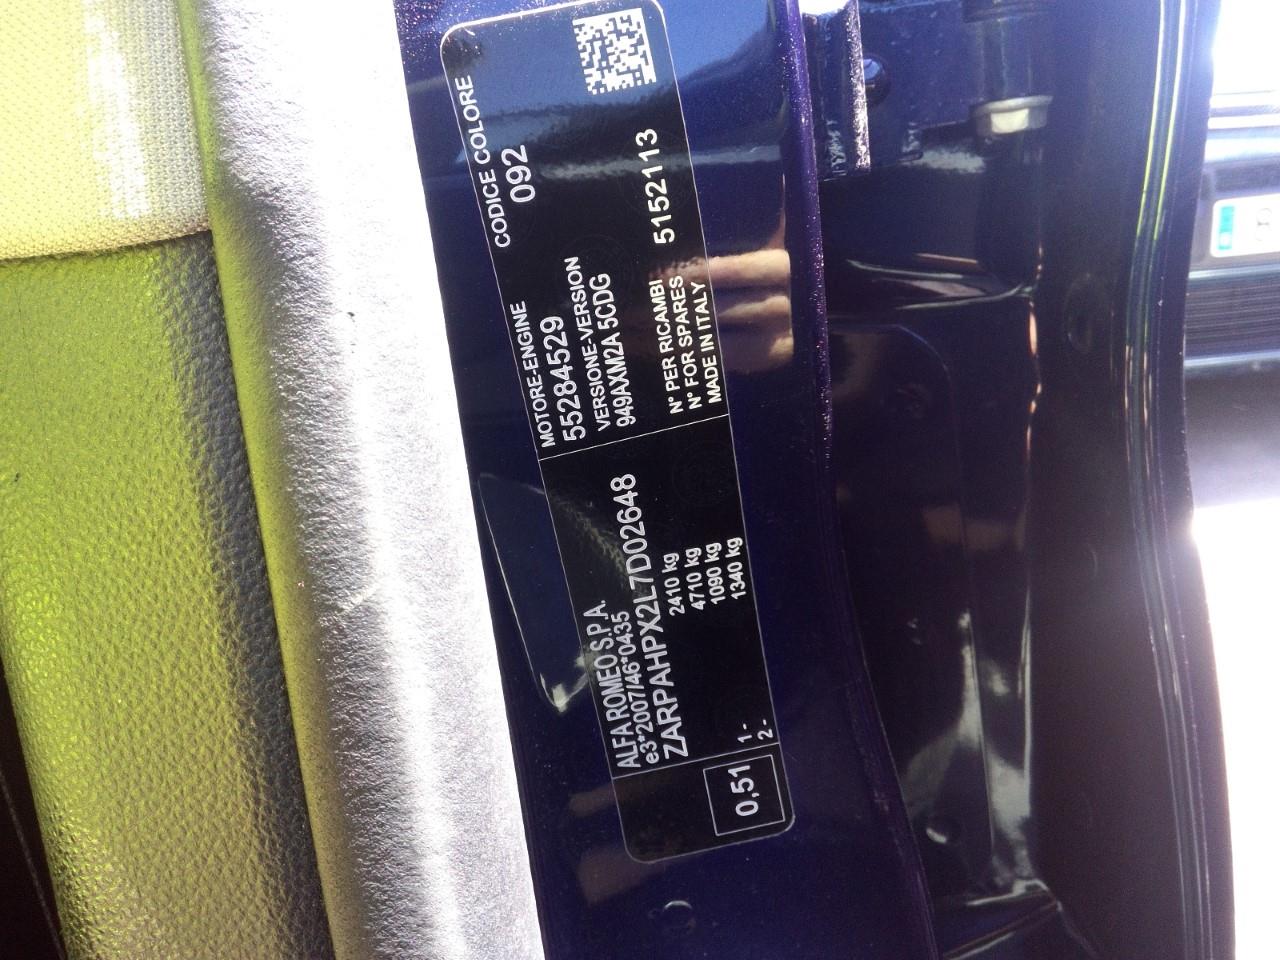 ALFA ROMEO S.P.A.
e3*2007/46*0435
ZARPAHPX2L7D02648
2410 kg
4710 kg
1 - 1090 kg
2 - 1340 kg
0,51
MOTORE-ENGINE
55284529
VERSIONE-VERSION
949AXM2A 5CDG
CODICE COLORE
092
N° PER RICAMBI
N° FOR SPARES
MADE IN ITALY
5152113